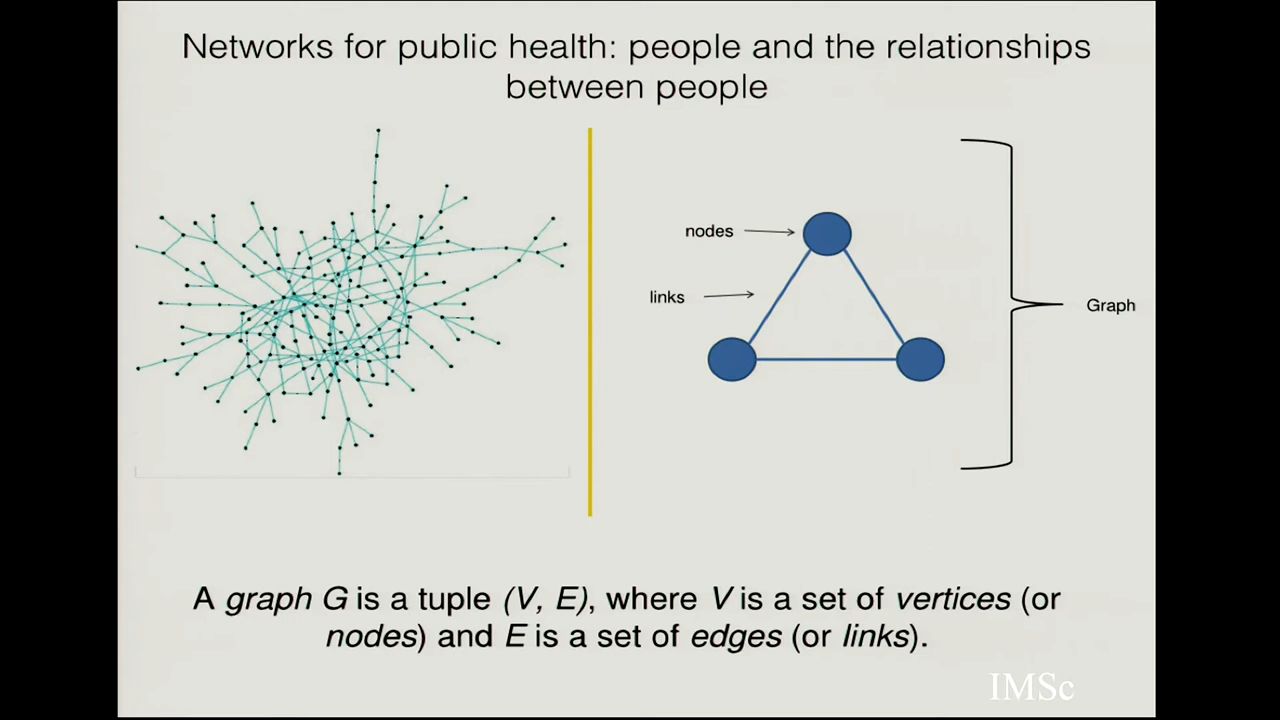 Networks for public health: people and the relationships
between people
nodes
links
Graph
A graph G is a tuple (V, E), where V is a set of vertices (or
nodes) and E is a set of edges (or links).
IMSc